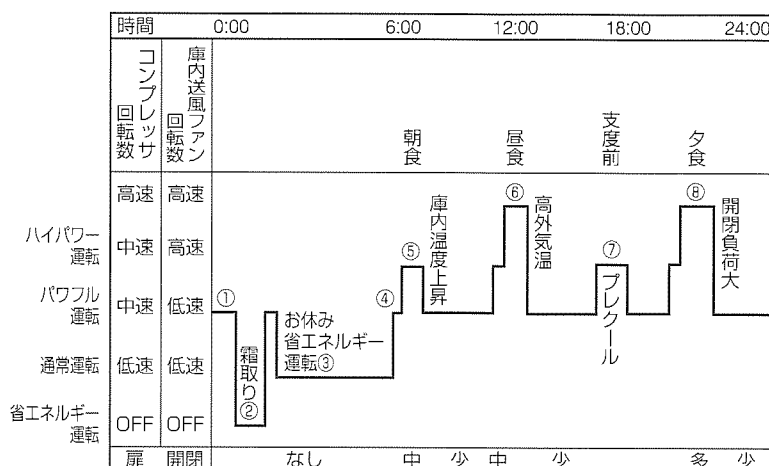 時間 0:00 6:00 12:00 18:00 24:00
コンプレッサ
回転数
庫内送風ファン
回転数
朝食
昼食
支度前
夕食
高速 高速
ハイパワー
運転
中速 高速
パワフル
運転
中速 低速
通常運転 低速 低速
省エネルギー
運転
OFF OFF
①
霜取り②
お休み
省エネルギー
運転③
④
⑤
庫内温度上昇
⑥
高外気温
⑦
プレクール
⑧
開閉負荷大
扉 開閉 なし 中 少 中 少 多 少